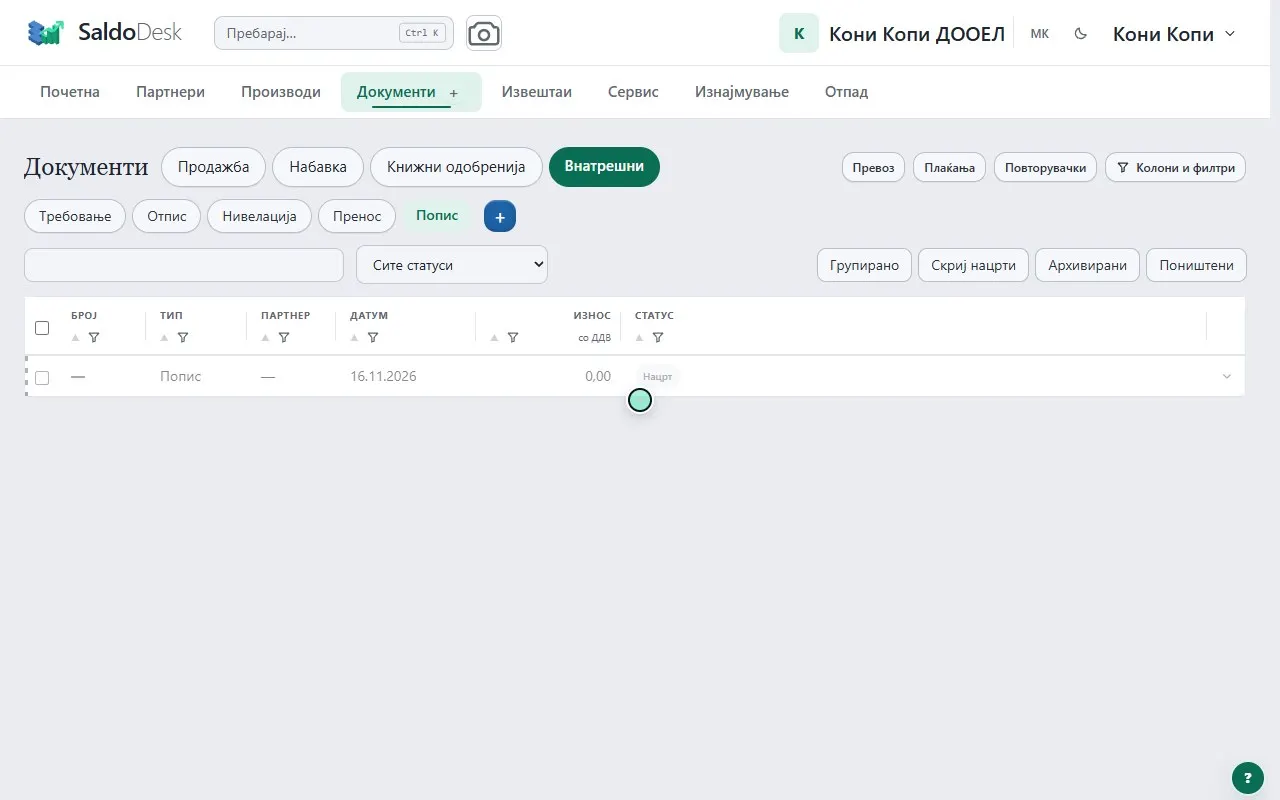 SaldoDesk
Пребарај...
Ctrl K
К
Кони Копи ДООЕЛ
МК
Кони Копи
Почетна
Партнери
Производи
Документи +
Извештаи
Сервис
Изнајмување
Отпад
Документи
Продажба
Набавка
Книжни одобренија
Внатрешни
Превоз
Плаќања
Повторувачки
Колони и филтри
Требовање
Отпис
Нивелација
Пренос
Попис
+
Сите статуси
Групирано
Скриј нацрти
Архивирани
Поништени
БРОЈ
ТИП
ПАРТНЕР
ДАТУМ
ИЗНОС
СТАТУС
со ДДВ
—
Попис
—
16.11.2026
0,00
Нацрт
?